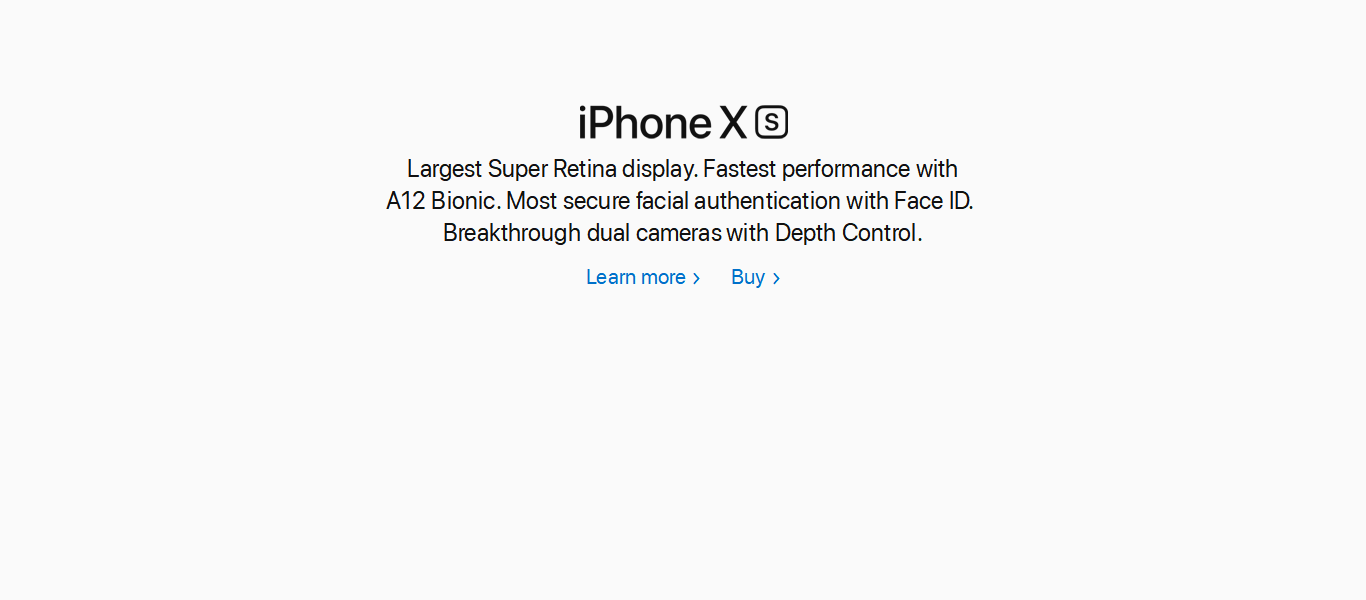 iPhone XS
Largest Super Retina display. Fastest performance with
A12 Bionic. Most secure facial authentication with Face ID.
Breakthrough dual cameras with Depth Control.
Learn more > Buy >